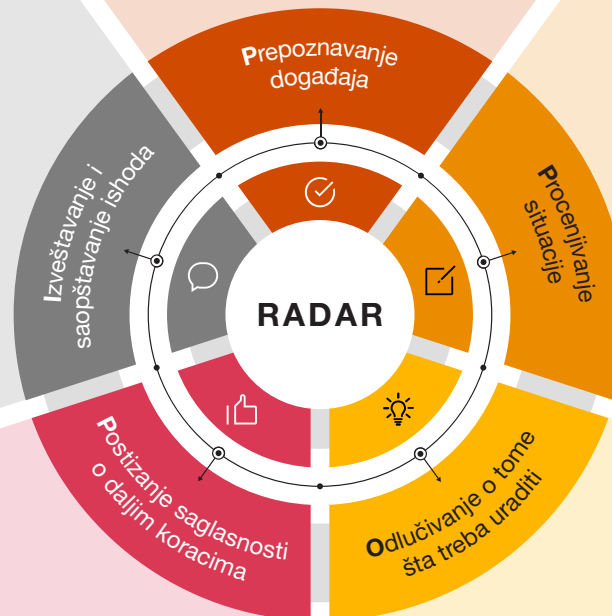 Prepoznavanje
događaja
Procenjivanje
situacije
Odlučivanje o tome
šta treba uraditi
Postizanje saglasnosti
o daljim koracima
Izveštavanje i
saopštavanje ishoda
RADAR